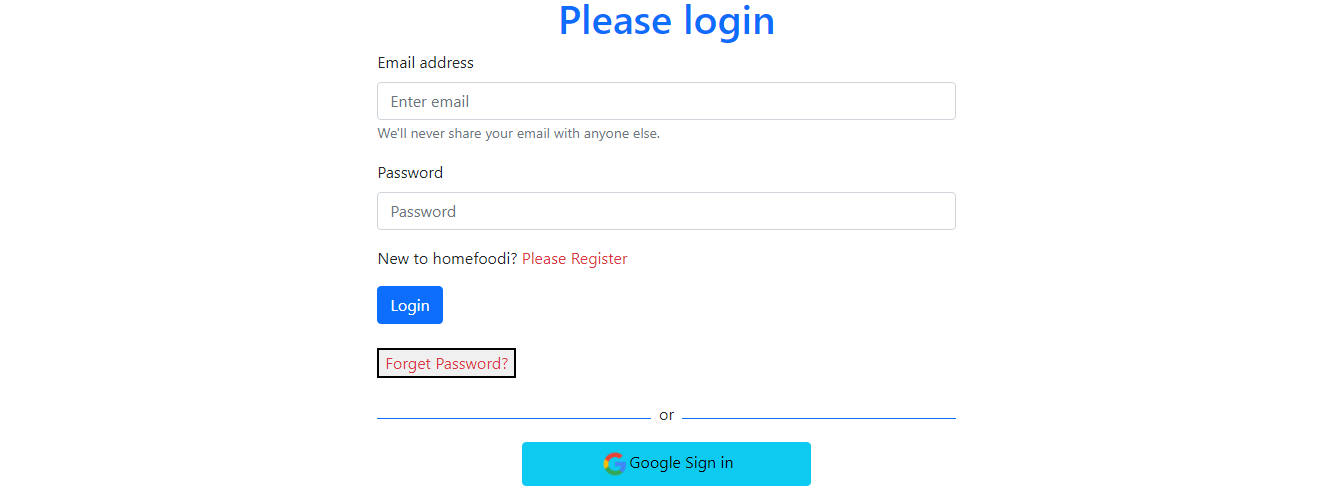 Please login
Email address
Enter email
We'll never share your email with anyone else.
Password
Password
New to homefoodi? Please Register
Login
Forget Password?
or
Google Sign in